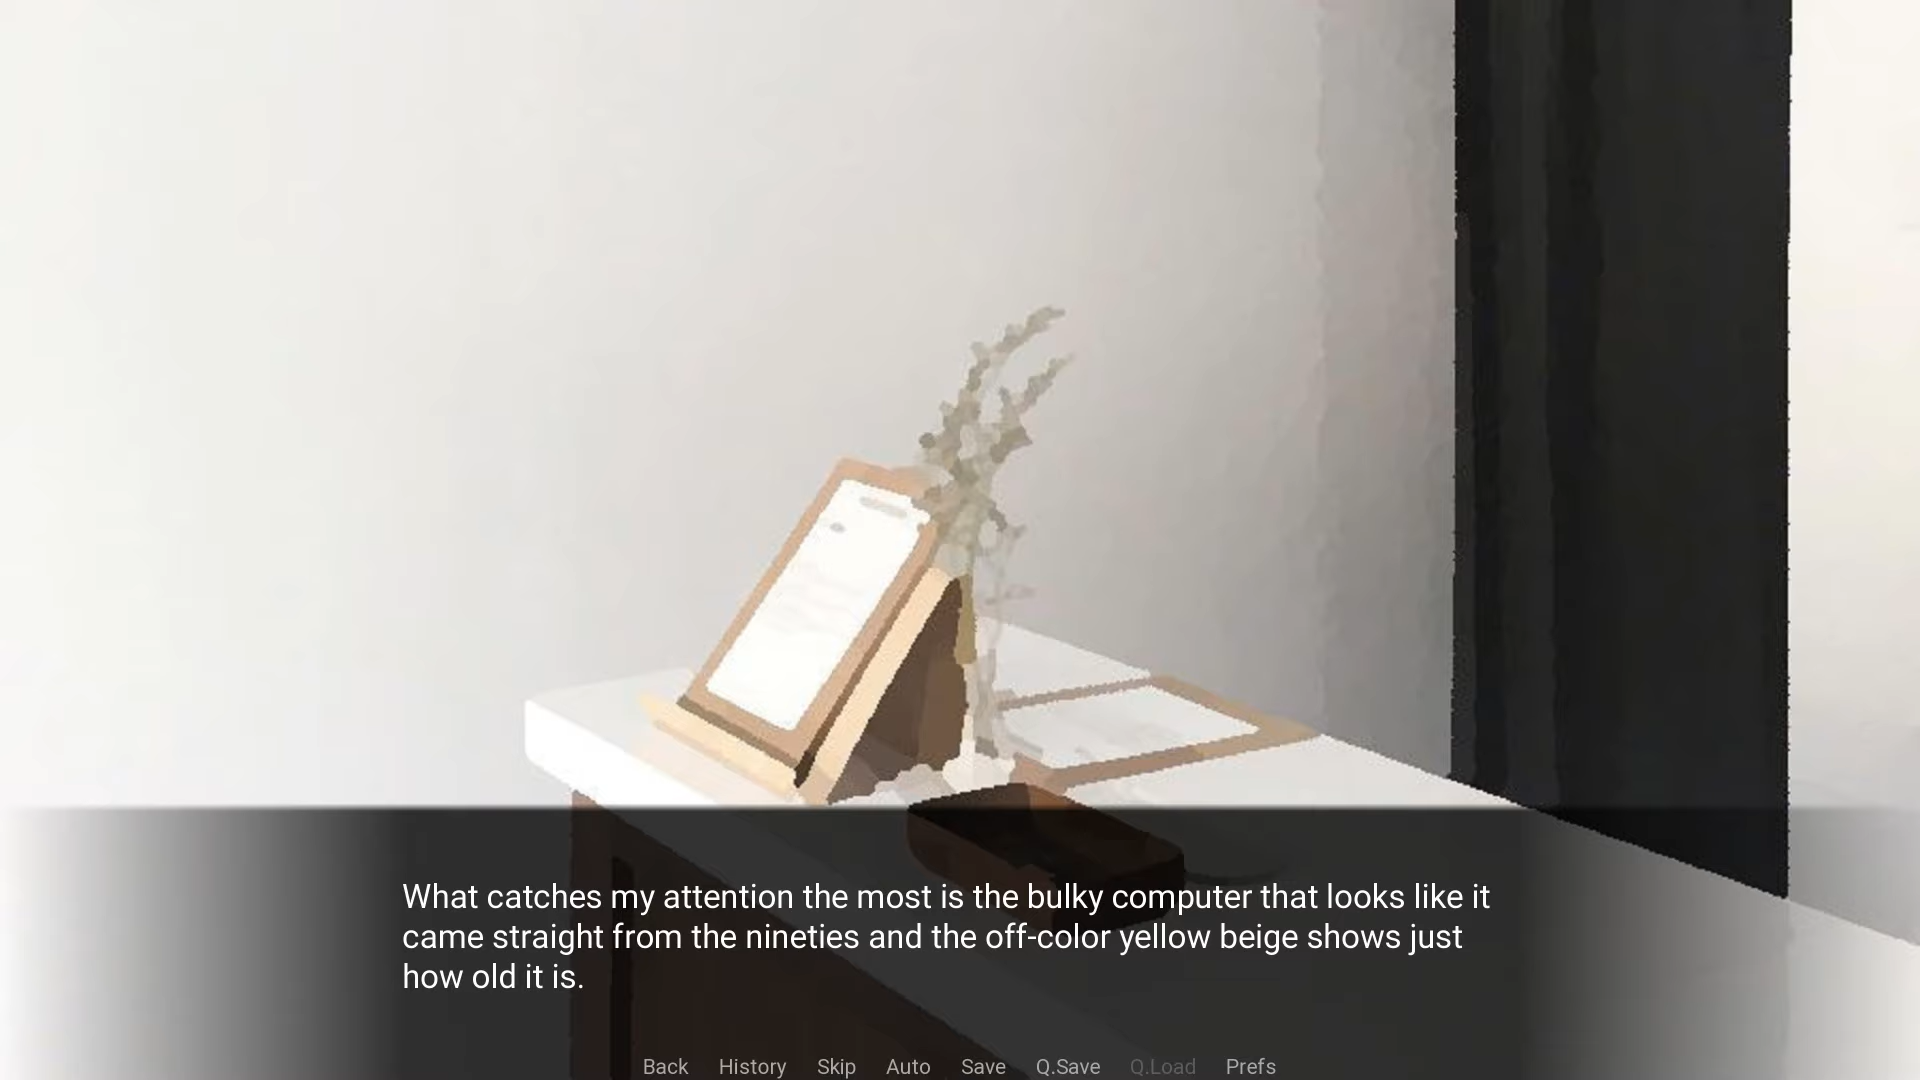 What catches my attention the most is the bulky computer that looks like it
came straight from the nineties and the off-color yellow beige shows just
how old it is.
Back History Skip Auto Save Q.Save Q.Load Prefs